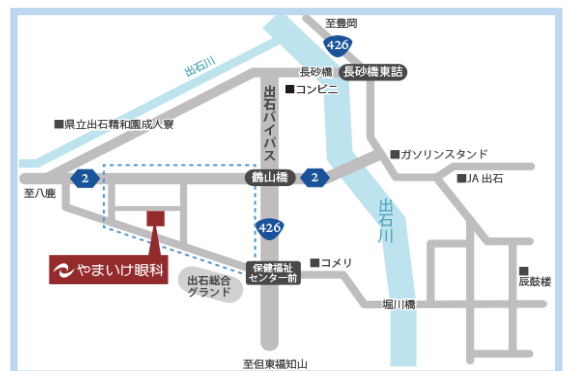 至豊岡
426
出石川
長砂橋
長砂橋東詰
■コンビニ
出石バイパス
■県立出石精和園成人寮
■ガソリンスタンド
2
鶴山橋
2
■JA 出石
至八鹿
出石川
426
やまいけ眼科
保健福祉
センター前
■コメリ
出石総合
グランド
■
辰鼓楼
堀川橋
至但東福知山